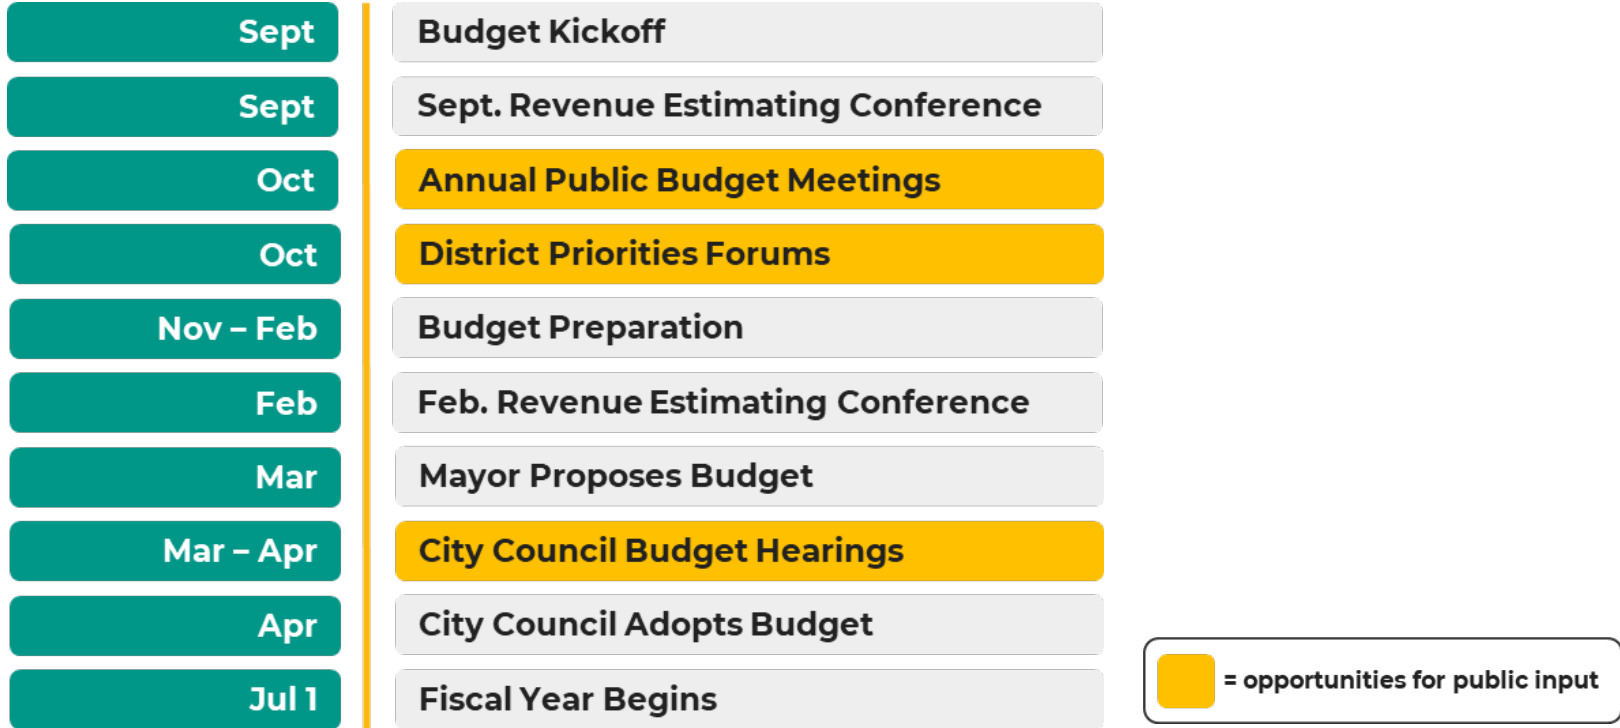 Sept Budget Kickoff
Sept Sept. Revenue Estimating Conference
Oct Annual Public Budget Meetings
Oct District Priorities Forums
Nov – Feb Budget Preparation
Feb Feb. Revenue Estimating Conference
Mar Mayor Proposes Budget
Mar – Apr City Council Budget Hearings
Apr City Council Adopts Budget
Jul 1 Fiscal Year Begins
= opportunities for public input